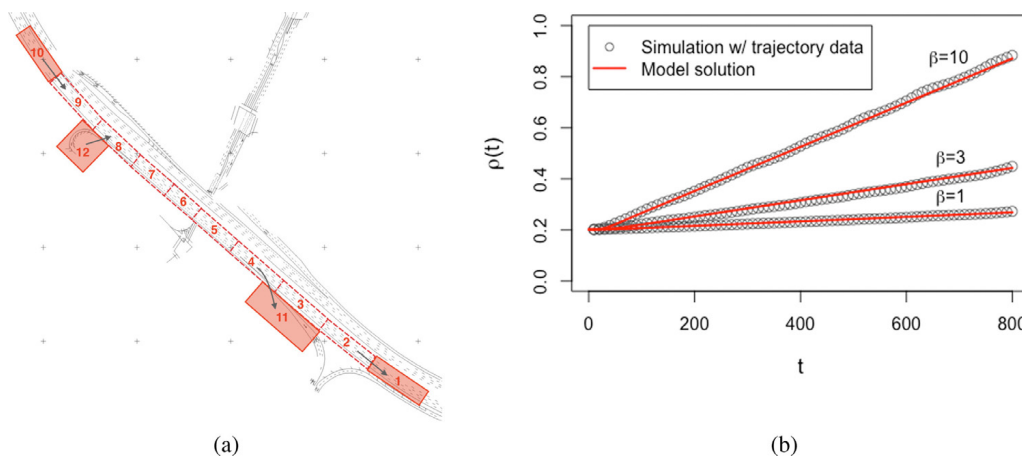 10
9
12
8
7
6
5
4
11
3
2
1
(a)
Simulation w/ trajectory data
Model solution
β=10
β=3
β=1
ρ(t)
0.0
0.2
0.4
0.6
0.8
1.0
0 200 400 600 800
t
(b)